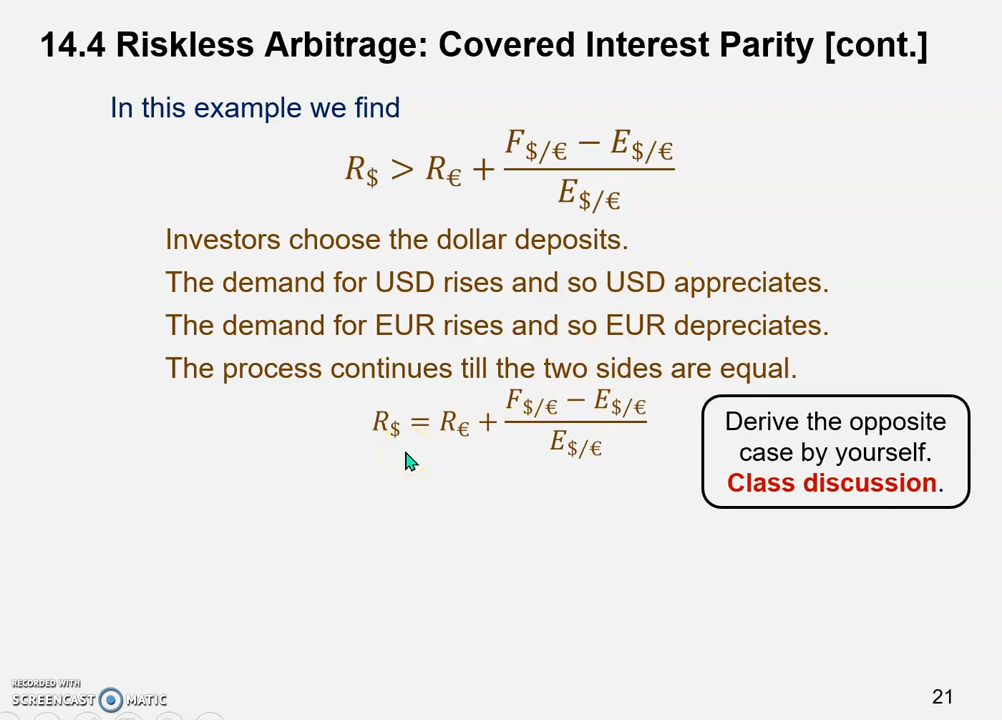 14.4 Riskless Arbitrage: Covered Interest Parity [cont.]
In this example we find
R$ > R€ + (F$/€ − E$/€) / E$/€
Investors choose the dollar deposits.
The demand for USD rises and so USD appreciates.
The demand for EUR rises and so EUR depreciates.
The process continues till the two sides are equal.
R$ = R€ + (F$/€ − E$/€) / E$/€
Derive the opposite
case by yourself.
Class discussion.
RECORDED WITH
SCREENCAST MATIC
21